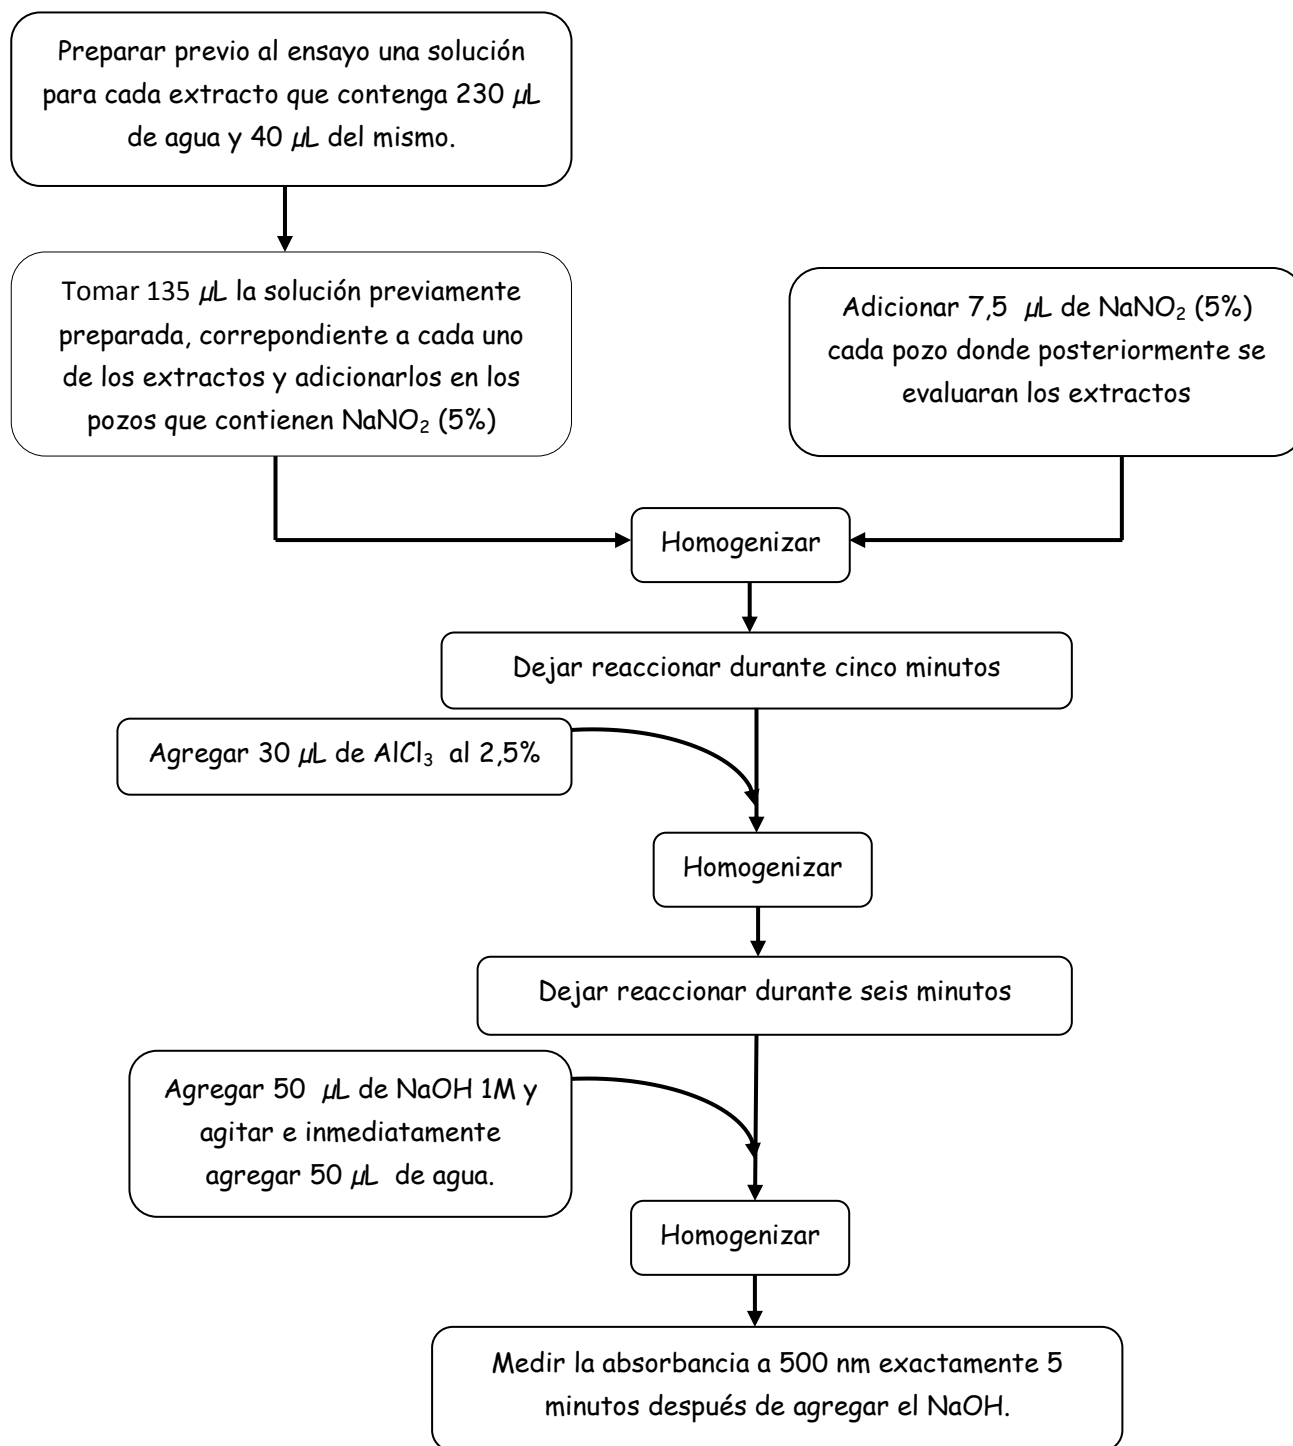 Preparar previo al ensayo una solución
para cada extracto que contenga 230 µL
de agua y 40 µL del mismo.
Tomar 135 µL la solución previamente
preparada, correpondiente a cada uno
de los extractos y adicionarlos en los
pozos que contienen NaNO₂ (5%)
Adicionar 7,5 µL de NaNO₂ (5%)
cada pozo donde posteriormente se
evaluaran los extractos
Homogenizar
Dejar reaccionar durante cinco minutos
Agregar 30 µL de AlCl₃ al 2,5%
Homogenizar
Dejar reaccionar durante seis minutos
Agregar 50 µL de NaOH 1M y
agitar e inmediatamente
agregar 50 µL de agua.
Homogenizar
Medir la absorbancia a 500 nm exactamente 5
minutos después de agregar el NaOH.